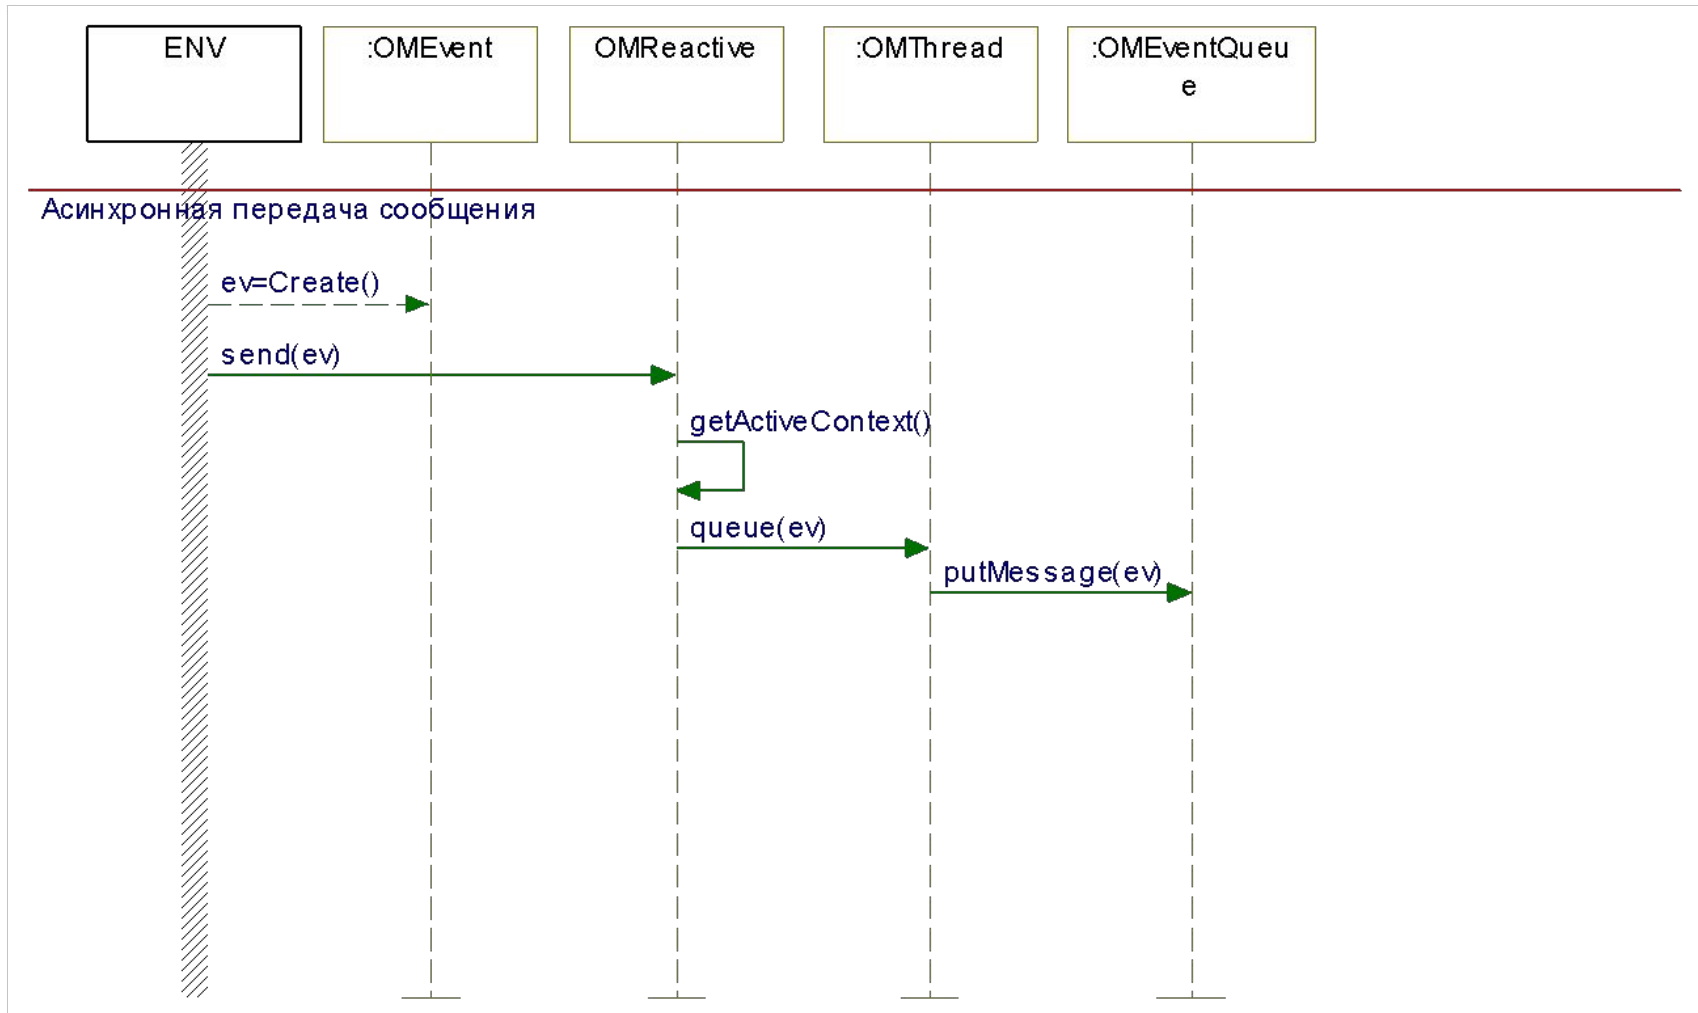 ENV
:OMEvent
OMReactive
:OMThread
:OMEventQueu
e
Асинхронная передача сообщения
ev=Create()
send(ev)
getActiveContext()
queue(ev)
putMessage(ev)